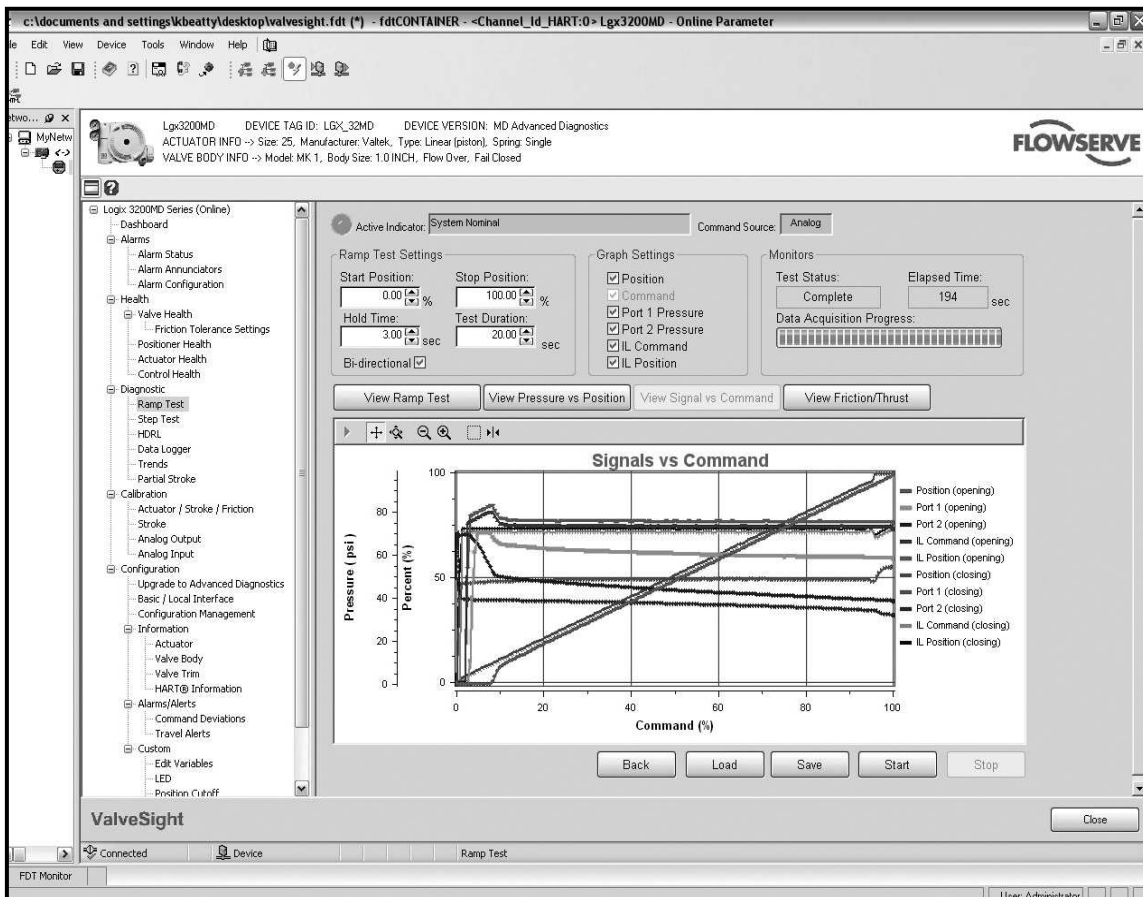 c:\documents and settings\kbeatty\desktop\valvesight.fdt (*) - fdtCONTAINER - <Channel_Id_HART:0> Lgx3200MD - Online Parameter
Edit View Device Tools Window Help
MyNetw
Lgx3200MD DEVICE TAG ID: LGX_32MD DEVICE VERSION: MD Advanced Diagnostics
ACTUATOR INFO --> Size: 25, Manufacturer: Valtek, Type: Linear (piston), Spring: Single
VALVE BODY INFO --> Model: MK 1, Body Size: 1.0 INCH, Flow Over, Fail Closed
FLOWSERVE
Logix 3200MD Series (Online)
Dashboard
Alarms
Alarm Status
Alarm Annunciators
Alarm Configuration
Health
Valve Health
Friction Tolerance Settings
Positioner Health
Actuator Health
Control Health
Diagnostic
Ramp Test
Step Test
HDRL
Data Logger
Trends
Partial Stroke
Calibration
Actuator / Stroke / Friction
Stroke
Analog Output
Analog Input
Configuration
Upgrade to Advanced Diagnostics
Basic / Local Interface
Configuration Management
Information
Actuator
Valve Body
Valve Trim
HART® Information
Alarms/Alerts
Command Deviations
Travel Alerts
Custom
Edit Variables
LED
Position Cutoff
Active Indicator: System Nominal Command Source: Analog
Ramp Test Settings
Start Position: Stop Position:
0.00 % 100.00 %
Hold Time: Test Duration:
3.00 sec 20.00 sec
Bi-directional
Graph Settings
Position
Command
Port 1 Pressure
Port 2 Pressure
IL Command
IL Position
Monitors
Test Status: Elapsed Time:
Complete 194 sec
Data Acquisition Progress:
View Ramp Test View Pressure vs Position View Signal vs Command View Friction/Thrust
Signals vs Command
Pressure ( psi )
80
60
40
20
0
Percent (%)
100
50
0
0 20 40 60 80 100
Command (%)
Position (opening)
Port 1 (opening)
Port 2 (opening)
IL Command (opening)
IL Position (opening)
Position (closing)
Port 1 (closing)
Port 2 (closing)
IL Command (closing)
IL Position (closing)
Back Load Save Start Stop
ValveSight
Close
Connected Device Ramp Test
FDT Monitor
User: Administrator